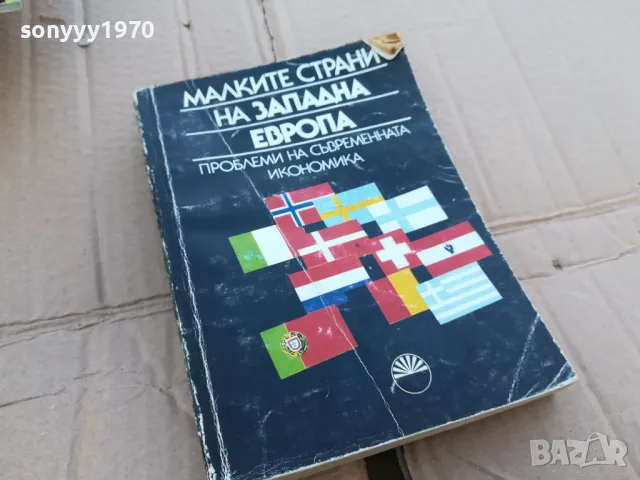 sonyyy1970
МАЛКИТЕ СТРАНИ
НА ЗАПАДНА
ЕВРОПА
ПРОБЛЕМИ НА СЪВРЕМЕННАТА
ИКОНОМИКА
BAZAR